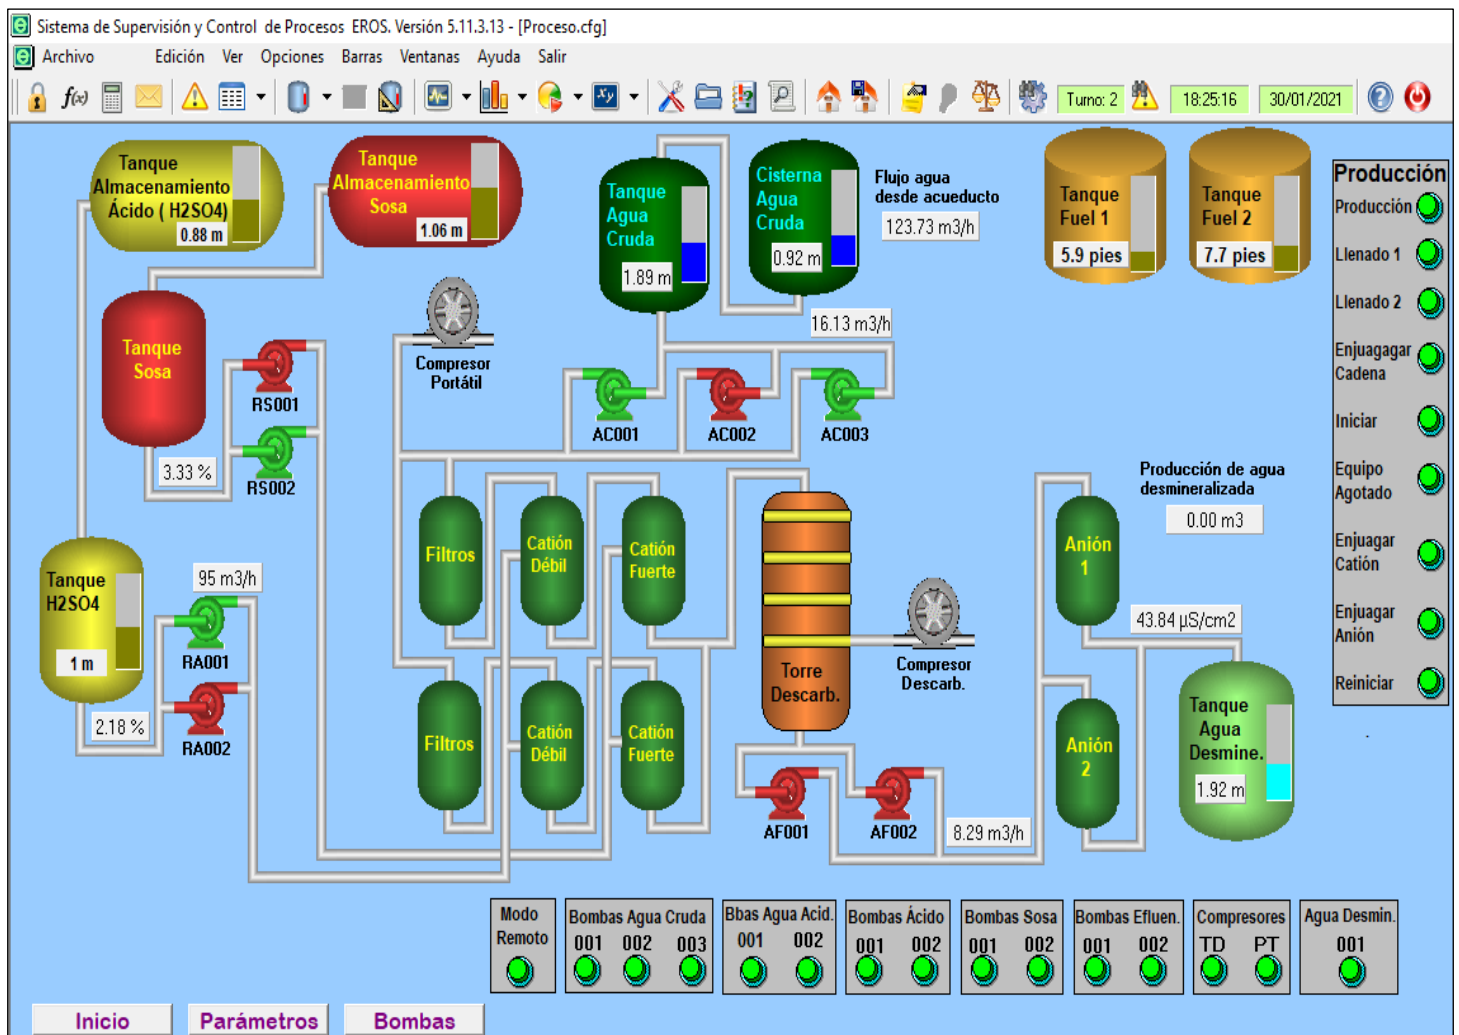 Sistema de Supervisión y Control de Procesos EROS. Versión 5.11.3.13 - [Proceso.cfg]
Archivo Edición Ver Opciones Barras Ventanas Ayuda Salir
f(x)
xy
Turno: 2
18:25:16
30/01/2021
Tanque
Almacenamiento
Ácido ( H2SO4)
0.88 m
Tanque
Almacenamiento
Sosa
1.06 m
Tanque
Agua
Cruda
1.89 m
Cisterna
Agua
Cruda
0.92 m
Flujo agua
desde acueducto
123.73 m3/h
16.13 m3/h
Tanque
Fuel 1
5.9 pies
Tanque
Fuel 2
7.7 pies
Producción
Producción
Llenado 1
Llenado 2
Enjuagagar
Cadena
Iniciar
Equipo
Agotado
Enjuagar
Catión
Enjuagar
Anión
Reiniciar
Tanque
Sosa
3.33 %
RS001
RS002
Compresor
Portátil
AC001
AC002
AC003
Tanque
H2SO4
1 m
2.18 %
95 m3/h
RA001
RA002
Filtros
Catión
Débil
Catión
Fuerte
Filtros
Catión
Débil
Catión
Fuerte
Torre
Descarb.
Compresor
Descarb.
AF001
AF002
8.29 m3/h
Anión
1
Anión
2
Producción de agua
desmineralizada
0.00 m3
43.84 µS/cm2
Tanque
Agua
Desmine.
1.92 m
Modo
Remoto
Bombas Agua Cruda
001 002 003
Bbas Agua Acid.
001 002
Bombas Ácido
001 002
Bombas Sosa
001 002
Bombas Efluen.
001 002
Compresores
TD PT
Agua Desmin.
001
Inicio
Parámetros
Bombas